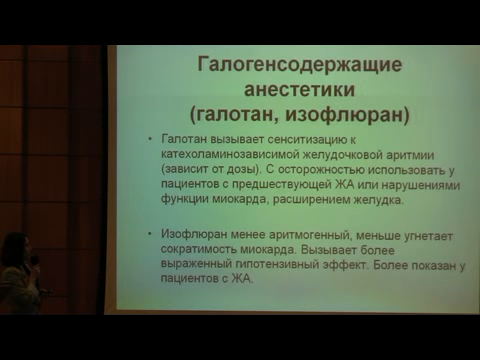 Галогенсодержащие
анестетики
(галотан, изофлюран)
• Галотан вызывает сенситизацию к
катехоламинозависимой желудочковой аритмии
(зависит от дозы). С осторожностью использовать у
пациентов с предшествующей ЖА или нарушениями
функции миокарда, расширением желудка.
• Изофлюран менее аритмогенный, меньше угнетает
сократимость миокарда. Вызывает более
выраженный гипотензивный эффект. Более показан у
пациентов с ЖА.